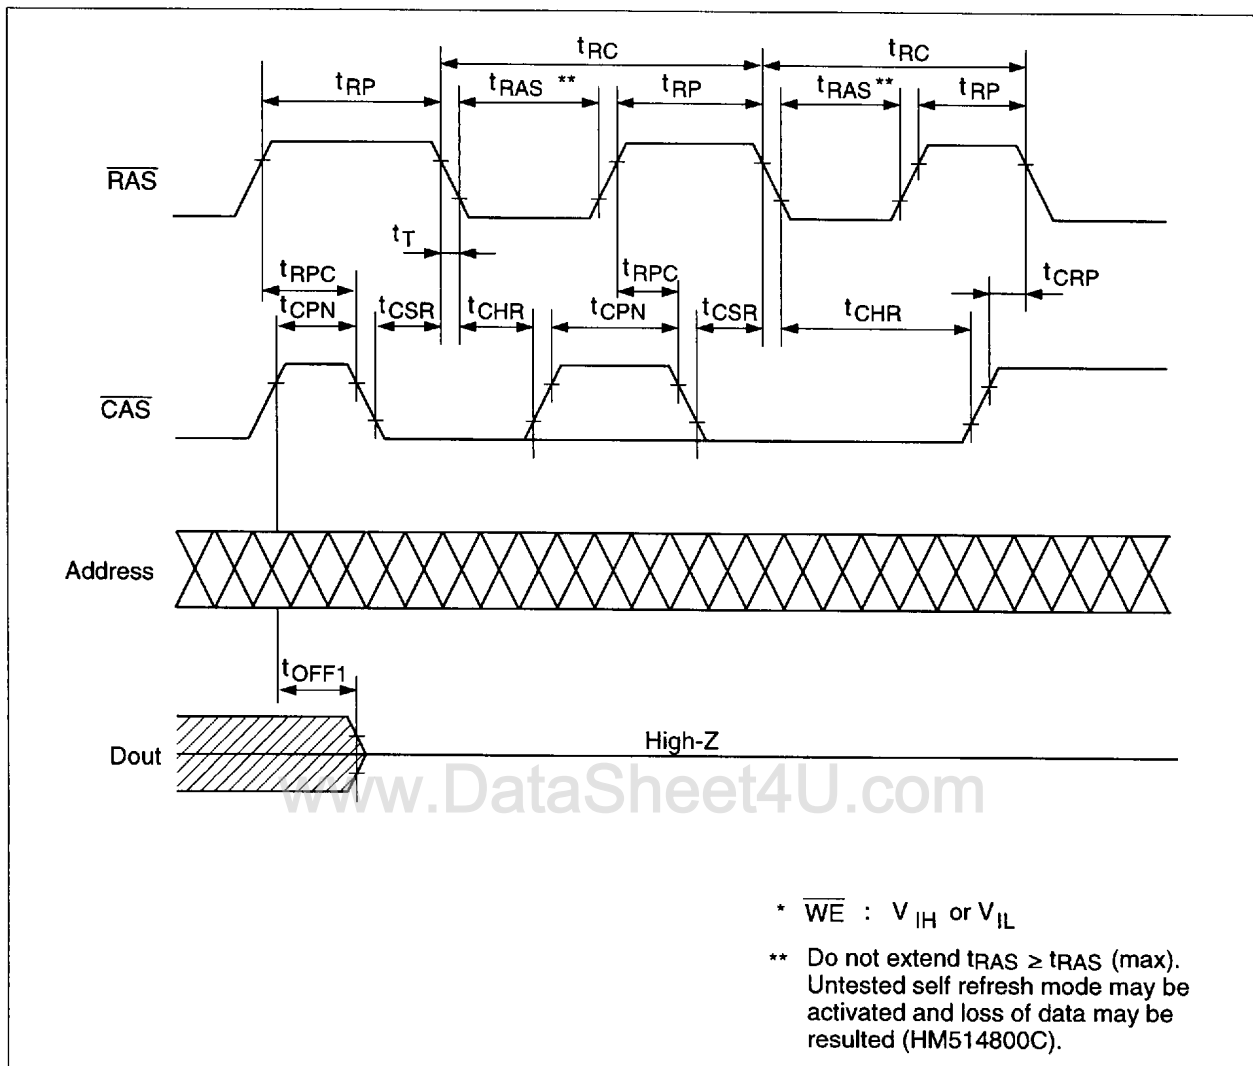 tRC tRC
tRP tRAS ** tRP tRAS ** tRP
RAS
tT
tRPC tRPC tCRP
tCPN tCSR tCHR tCPN tCSR tCHR
CAS
Address
tOFF1
High-Z
Dout
www.DataSheet4U.com
* WE : VIH or VIL
** Do not extend tRAS ≥ tRAS (max).
Untested self refresh mode may be
activated and loss of data may be
resulted (HM514800C).